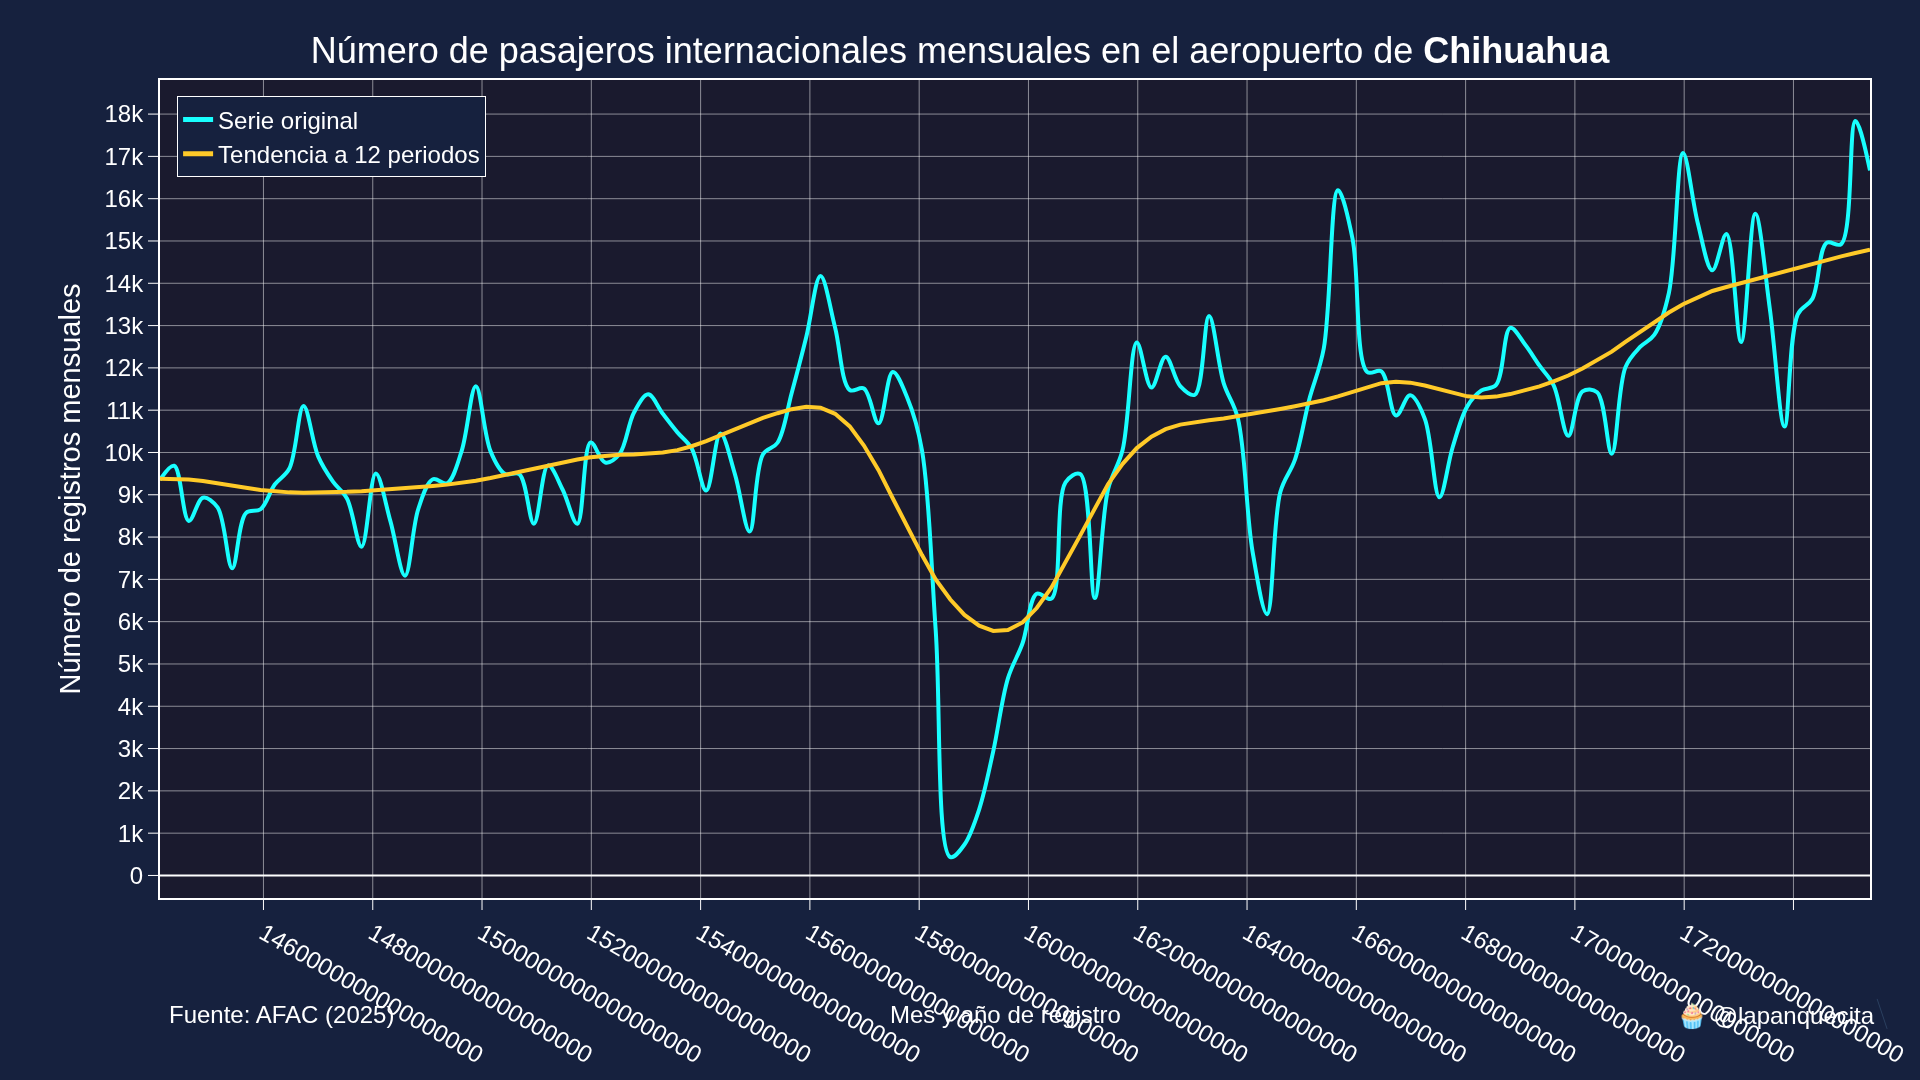 Número de pasajeros internacionales mensuales en el aeropuerto de Chihuahua
Serie original
Tendencia a 12 periodos
18k
17k
16k
15k
14k
13k
12k
11k
10k
9k
8k
7k
6k
5k
4k
3k
2k
1k
0
Número de registros mensuales
1460000000000000000
1480000000000000000
1500000000000000000
1520000000000000000
1540000000000000000
1560000000000000000
1580000000000000000
1600000000000000000
1620000000000000000
1640000000000000000
1660000000000000000
1680000000000000000
1700000000000000000
1720000000000000000
Fuente: AFAC (2025)
Mes y año de registro
🧁 @lapanquecita